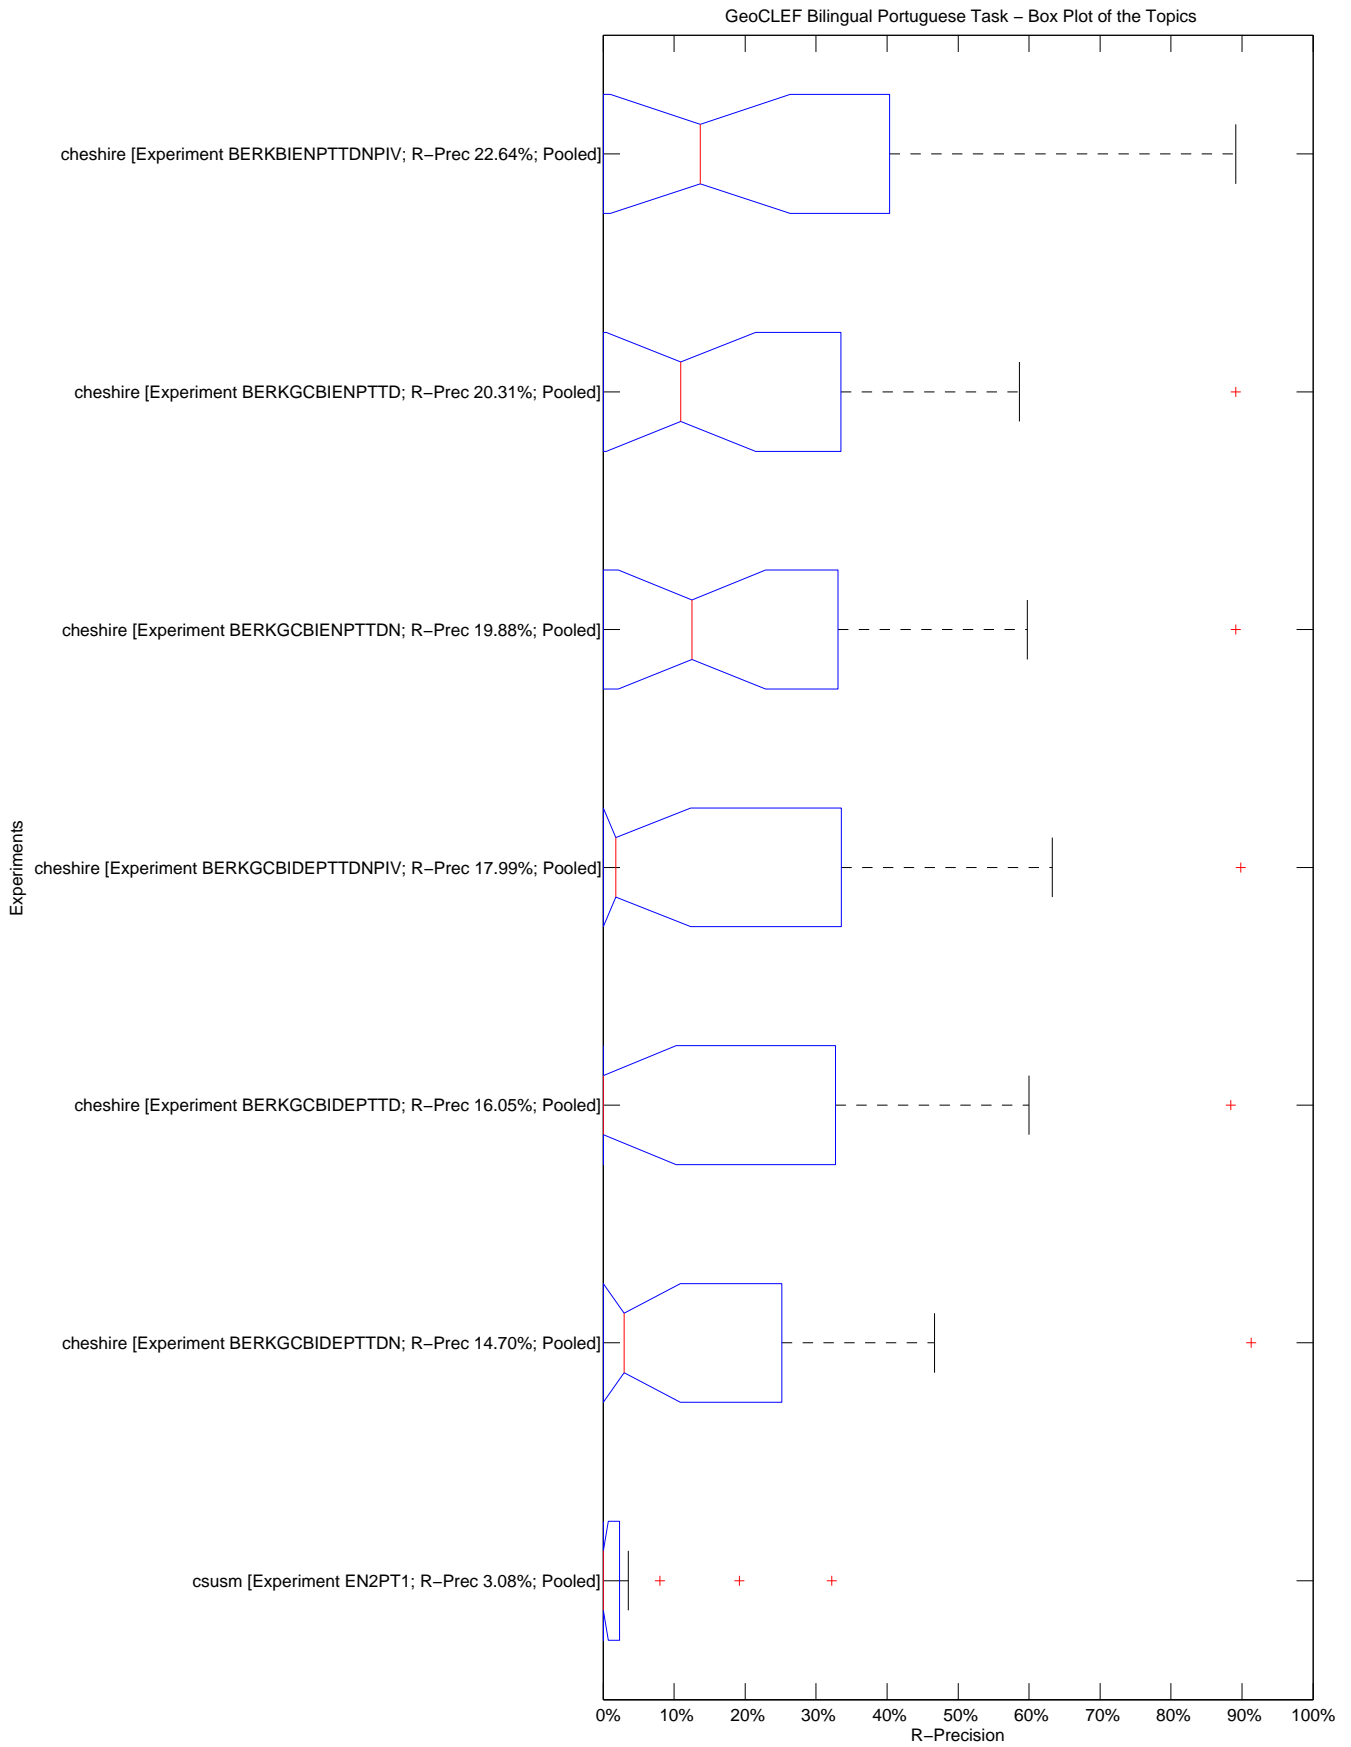 GeoCLEF Bilingual Portuguese Task − Box Plot of the Topics
cheshire [Experiment BERKBIENPTTDNPIV; R−Prec 22.64%; Pooled]
cheshire [Experiment BERKGCBIENPTTD; R−Prec 20.31%; Pooled]
cheshire [Experiment BERKGCBIENPTTDN; R−Prec 19.88%; Pooled]
Experiments
cheshire [Experiment BERKGCBIDEPTTDNPIV; R−Prec 17.99%; Pooled]
cheshire [Experiment BERKGCBIDEPTTD; R−Prec 16.05%; Pooled]
cheshire [Experiment BERKGCBIDEPTTDN; R−Prec 14.70%; Pooled]
csusm [Experiment EN2PT1; R−Prec 3.08%; Pooled]
0% 10% 20% 30% 40% 50% 60% 70% 80% 90% 100%
R−Precision